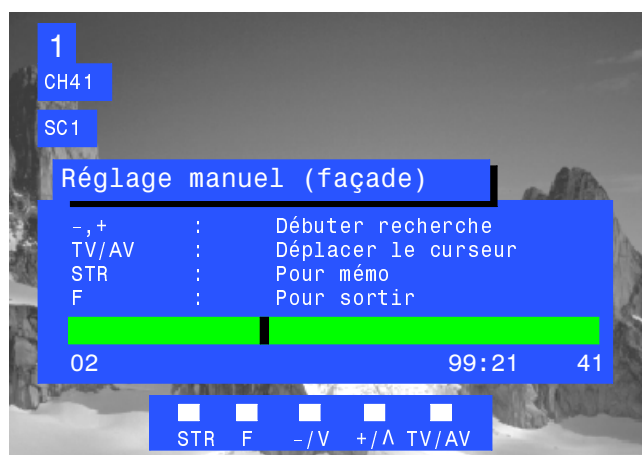 1
CH41
SC1
Réglage manuel (façade)
–,+ : Débuter recherche
TV/AV : Déplacer le curseur
STR : Pour mémo
F : Pour sortir
02 99:21 41
STR F –/V +/Λ TV/AV